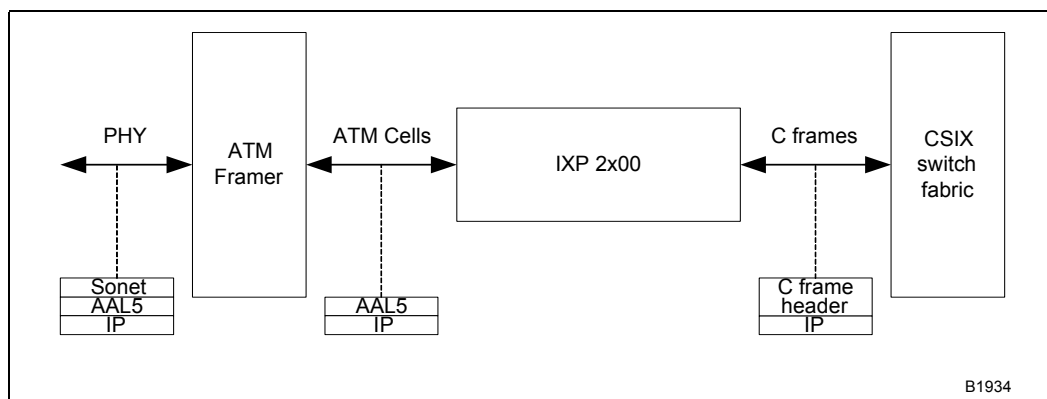 PHY
ATM
Framer
ATM Cells
IXP 2x00
C frames
CSIX
switch
fabric
Sonet
AAL5
IP
AAL5
IP
C frame
header
IP
B1934